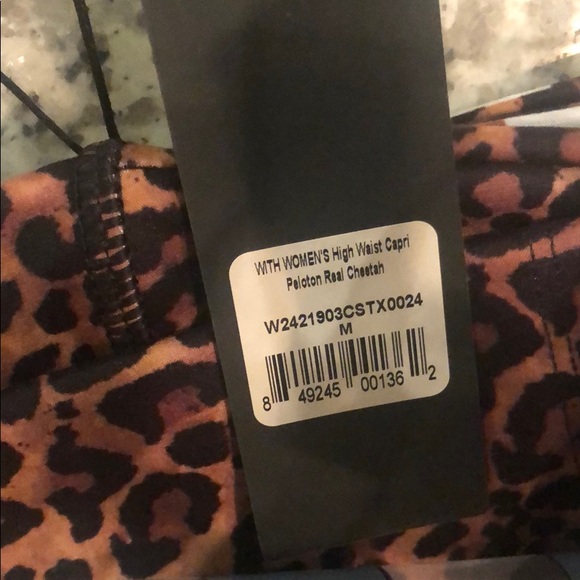 WITH WOMEN'S High Waist Capri
Peloton Real Cheetah
W2421903CSTX0024
M
8 49245 00136 2